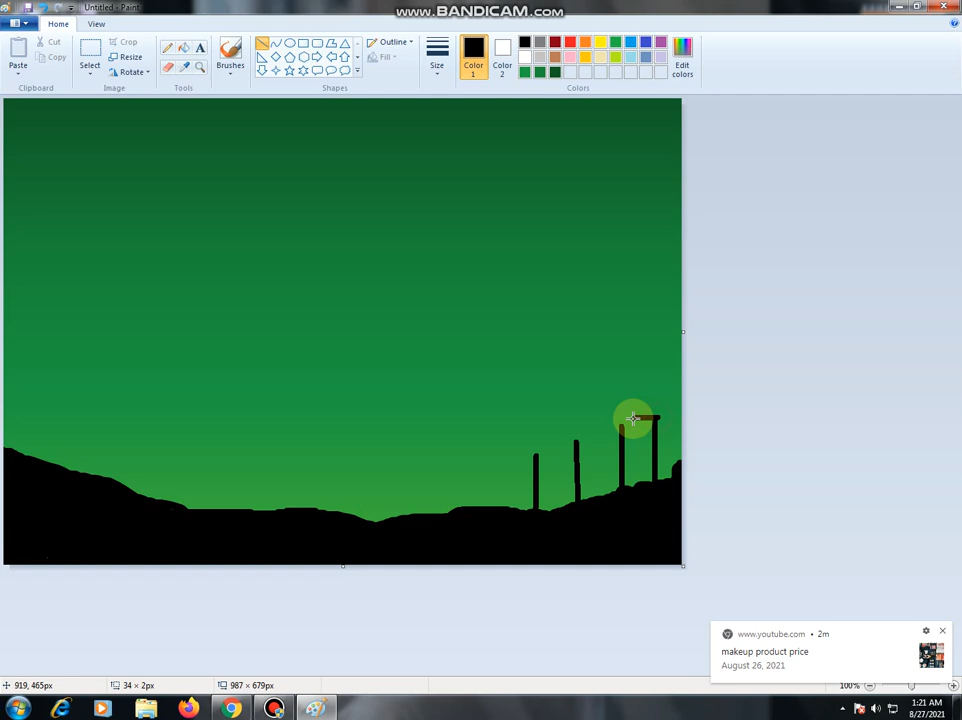 Untitled - Paint
www.BANDICAM.com
Home
View
Paste
Cut
Copy
Clipboard
Select
Crop
Resize
Rotate
Image
A
Tools
Brushes
Outline
Fill
Shapes
Size
Color
1
Color
2
Edit
colors
Colors
www.youtube.com • 2m
makeup product price
August 26, 2021
919, 465px
34 × 2px
987 × 679px
100%
1:21 AM
8/27/2021